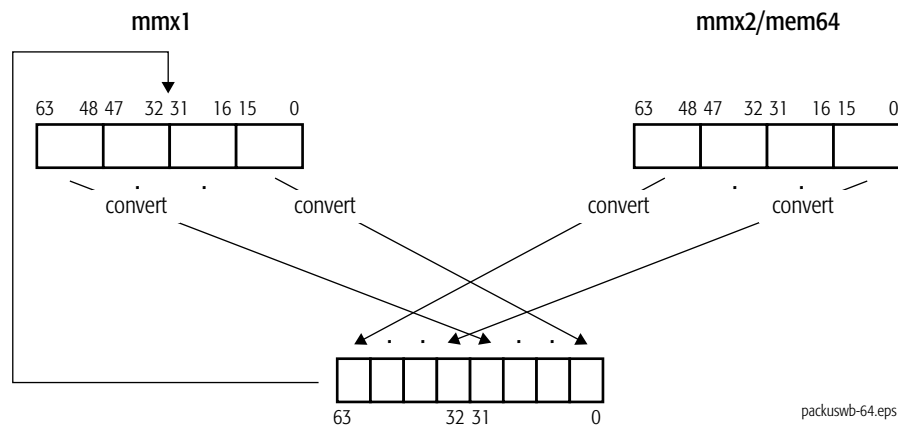 mmx1 mmx2/mem64
63 48 47 32 31 16 15 0 63 48 47 32 31 16 15 0
. . . .
convert convert convert convert
. . . . . .
63 32 31 0
packuswb-64.eps